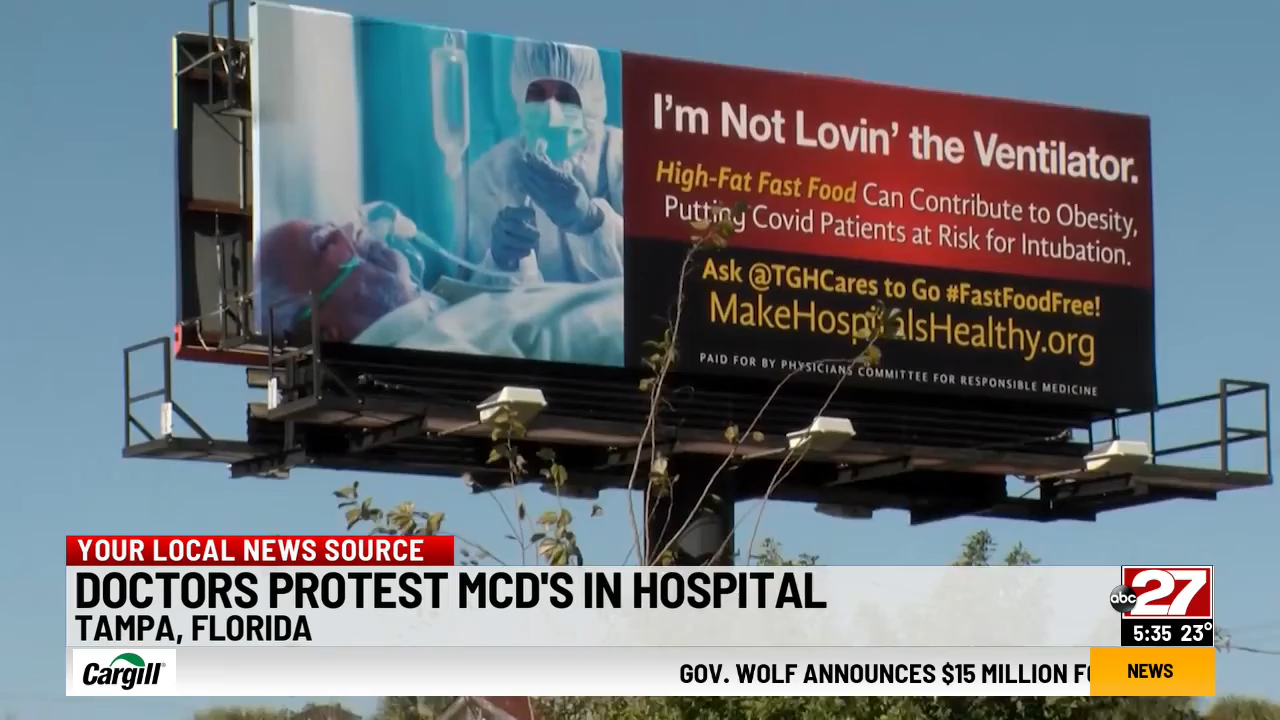 I'm Not Lovin' the Ventilator.
High-Fat Fast Food Can Contribute to Obesity,
Putting Covid Patients at Risk for Intubation.
Ask @TGHCares to Go #FastFoodFree!
MakeHospitalsHealthy.org
PAID FOR BY PHYSICIANS COMMITTEE FOR RESPONSIBLE MEDICINE
YOUR LOCAL NEWS SOURCE
DOCTORS PROTEST MCD'S IN HOSPITAL
TAMPA, FLORIDA
abc 27
5:35 23°
Cargill
GOV. WOLF ANNOUNCES $15 MILLION
NEWS